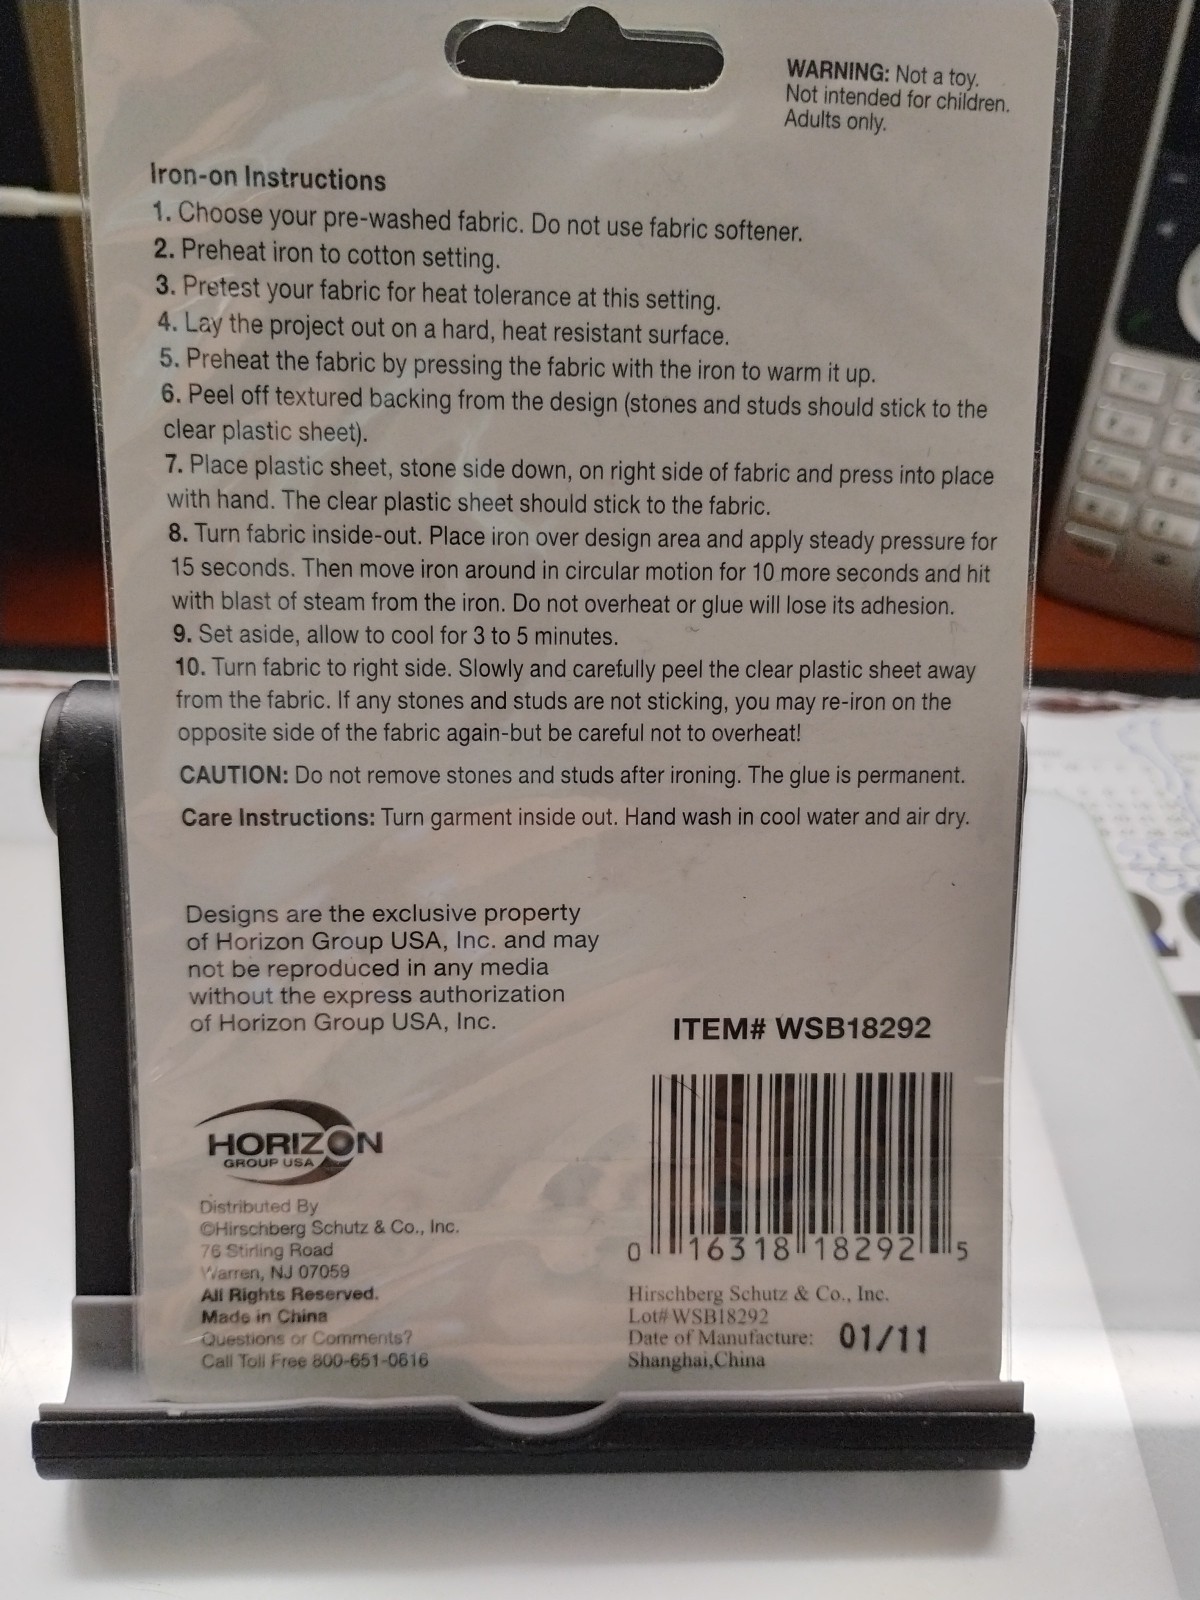 WARNING: Not a toy.
Not intended for children.
Adults only.
Iron-on Instructions
1. Choose your pre-washed fabric. Do not use fabric softener.
2. Preheat iron to cotton setting.
3. Pretest your fabric for heat tolerance at this setting.
4. Lay the project out on a hard, heat resistant surface.
5. Preheat the fabric by pressing the fabric with the iron to warm it up.
6. Peel off textured backing from the design (stones and studs should stick to the
clear plastic sheet).
7. Place plastic sheet, stone side down, on right side of fabric and press into place
with hand. The clear plastic sheet should stick to the fabric.
8. Turn fabric inside-out. Place iron over design area and apply steady pressure for
15 seconds. Then move iron around in circular motion for 10 more seconds and hit
with blast of steam from the iron. Do not overheat or glue will lose its adhesion.
9. Set aside, allow to cool for 3 to 5 minutes.
10. Turn fabric to right side. Slowly and carefully peel the clear plastic sheet away
from the fabric. If any stones and studs are not sticking, you may re-iron on the
opposite side of the fabric again-but be careful not to overheat!
CAUTION: Do not remove stones and studs after ironing. The glue is permanent.
Care Instructions: Turn garment inside out. Hand wash in cool water and air dry.
Designs are the exclusive property
of Horizon Group USA, Inc. and may
not be reproduced in any media
without the express authorization
of Horizon Group USA, Inc.
HORIZON
GROUP USA
Distributed By
©Hirschberg Schutz & Co., Inc.
76 Stirling Road
Warren, NJ 07059
All Rights Reserved.
Made in China
Questions or Comments?
Call Toll Free 800-651-0616
ITEM# WSB18292
0 16318 18292 5
Hirschberg Schutz & Co., Inc.
Lot# WSB18292
Date of Manufacture: 01/11
Shanghai,China